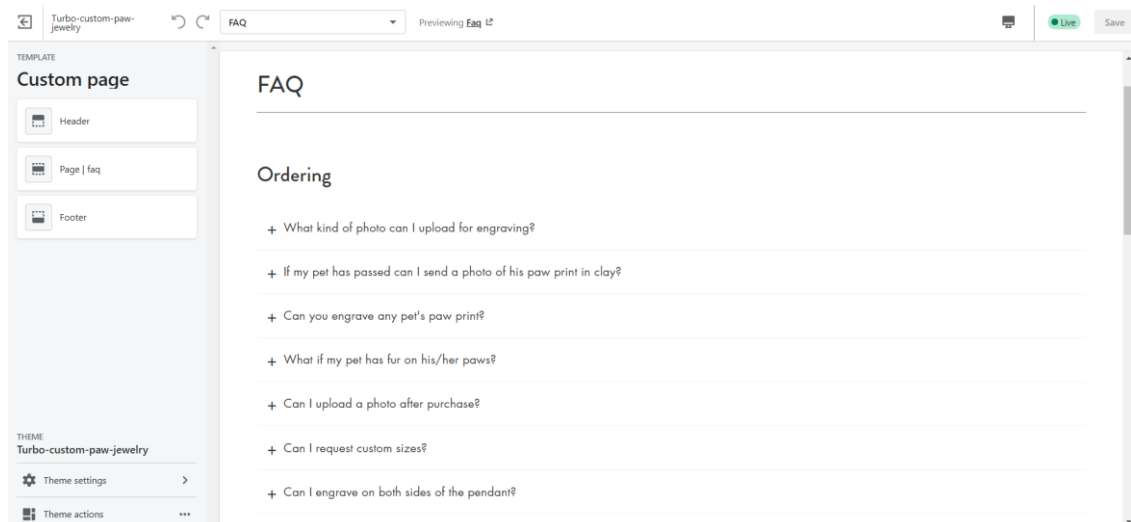 Turbo-custom-paw-
jewelry
FAQ
Previewing Faq
Live
Save
TEMPLATE
Custom page
Header
Page | faq
Footer
THEME
Turbo-custom-paw-jewelry
Theme settings
Theme actions
FAQ
Ordering
+ What kind of photo can I upload for engraving?
+ If my pet has passed can I send a photo of his paw print in clay?
+ Can you engrave any pet's paw print?
+ What if my pet has fur on his/her paws?
+ Can I upload a photo after purchase?
+ Can I request custom sizes?
+ Can I engrave on both sides of the pendant?